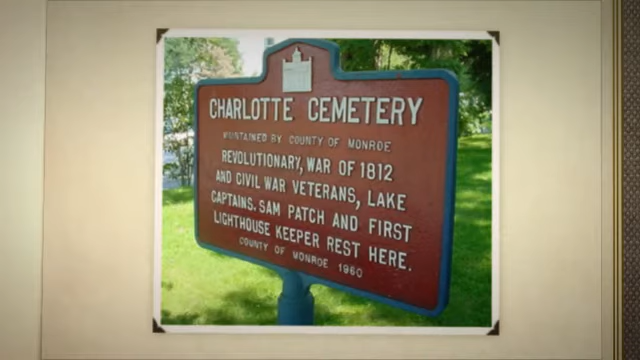 CHARLOTTE CEMETERY
MAINTAINED BY COUNTY OF MONROE
REVOLUTIONARY, WAR OF 1812
AND CIVIL WAR VETERANS, LAKE
CAPTAINS. SAM PATCH AND FIRST
LIGHTHOUSE KEEPER REST HERE.
COUNTY OF MONROE 1960